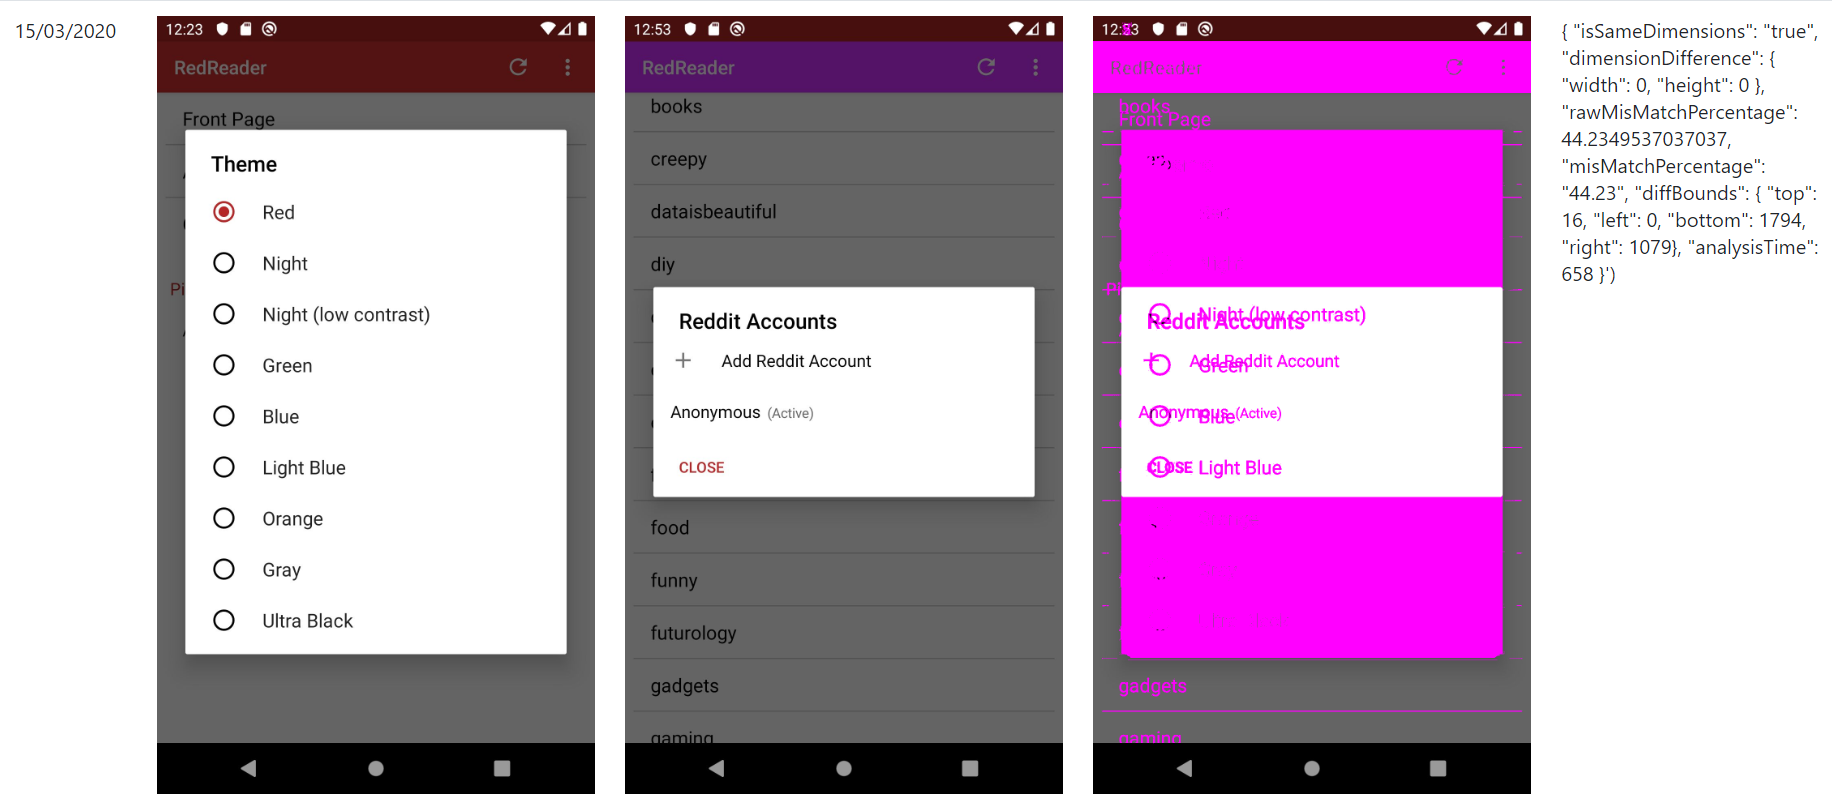 15/03/2020
12:23
RedReader
Front Page
Theme
Red
Night
Night (low contrast)
Green
Blue
Light Blue
Orange
Gray
Ultra Black
Pi
12:53
RedReader
books
creepy
dataisbeautiful
diy
Reddit Accounts
Add Reddit Account
Anonymous (Active)
CLOSE
food
funny
futurology
gadgets
gaming
RedReader
books
Front Page
Night (low contrast)
Reddit Accounts
Add Reddit Account
Green
Anonymous (Active)
Blue
CLOSE
Light Blue
gadgets
gaming
{ "isSameDimensions": "true",
"dimensionDifference": {
"width": 0, "height": 0 },
"rawMisMatchPercentage":
44.2349537037037,
"misMatchPercentage":
"44.23", "diffBounds": { "top":
16, "left": 0, "bottom": 1794,
"right": 1079}, "analysisTime":
658 }')